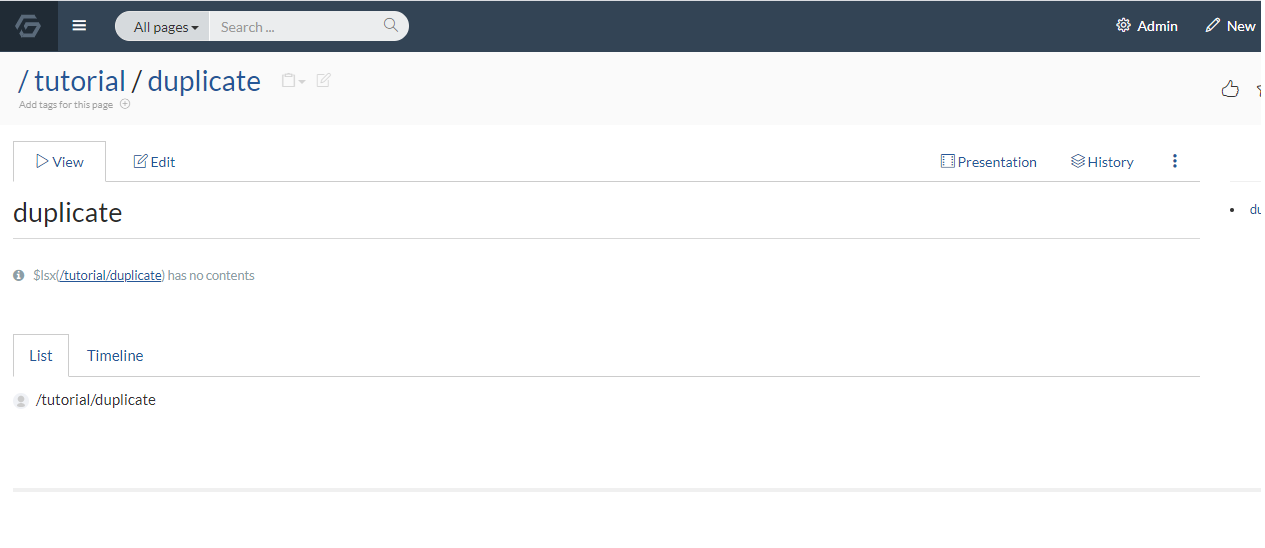 All pages Search ... Admin New
/ tutorial / duplicate
Add tags for this page
View Edit Presentation History
duplicate
• du
$lsx(/tutorial/duplicate) has no contents
List Timeline
/tutorial/duplicate